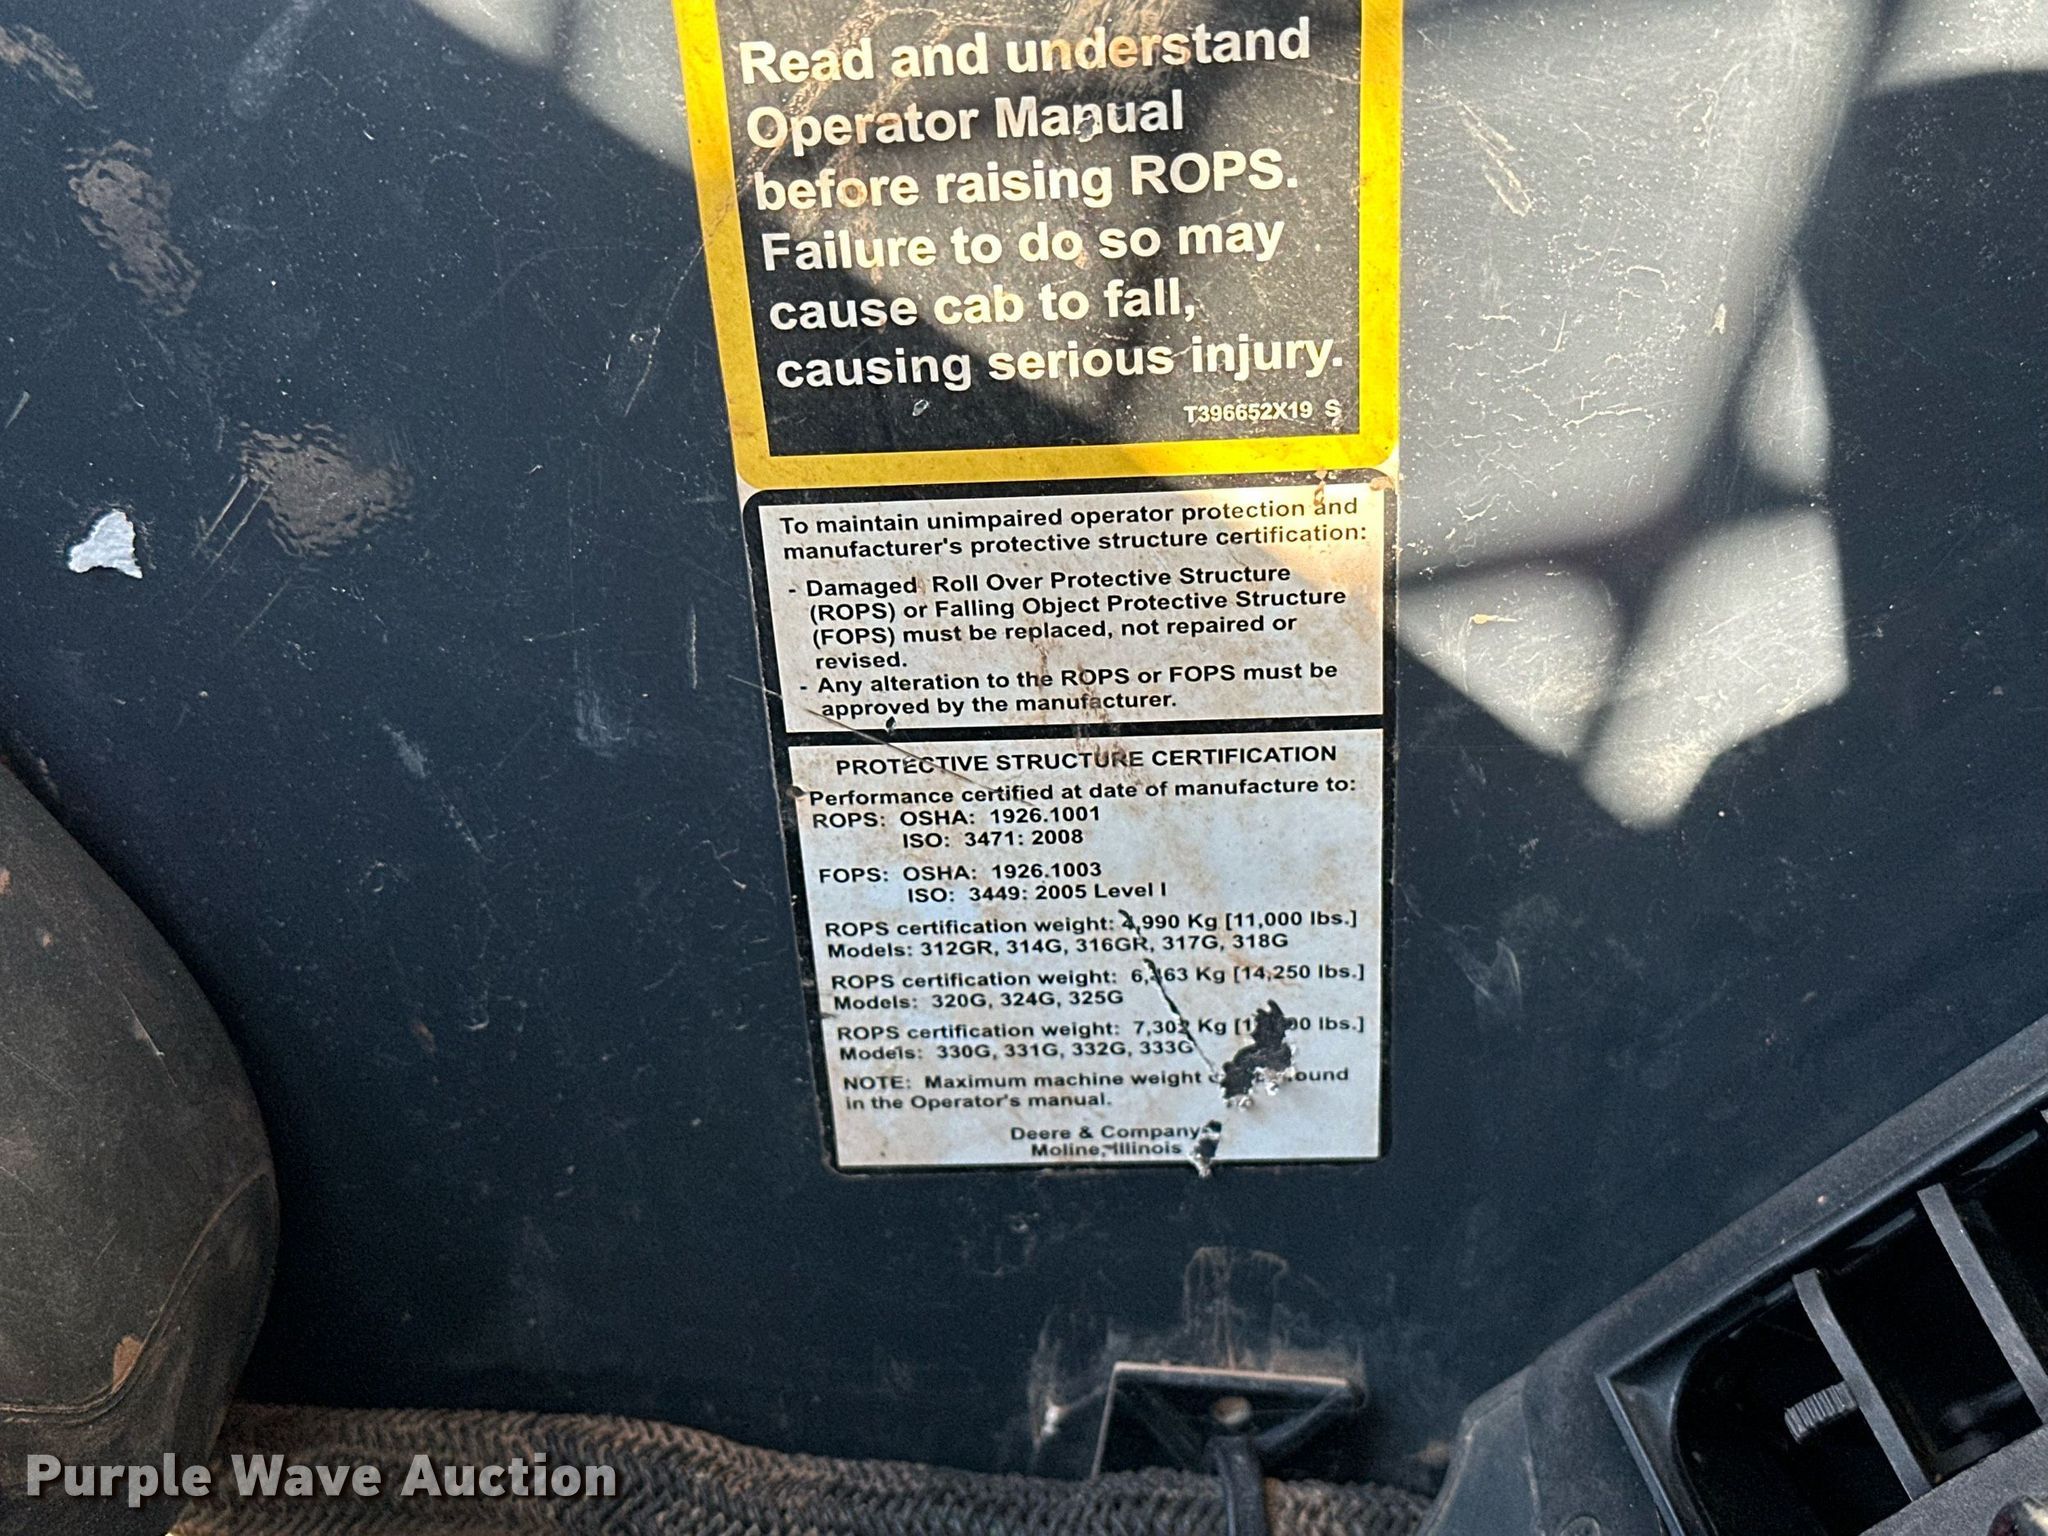 Read and understand
Operator Manual
before raising ROPS.
Failure to do so may
cause cab to fall,
causing serious injury.
T396652X19 S
To maintain unimpaired operator protection and
manufacturer's protective structure certification:
- Damaged Roll Over Protective Structure
(ROPS) or Falling Object Protective Structure
(FOPS) must be replaced, not repaired or
revised.
- Any alteration to the ROPS or FOPS must be
approved by the manufacturer.
PROTECTIVE STRUCTURE CERTIFICATION
Performance certified at date of manufacture to:
ROPS: OSHA: 1926.1001
ISO: 3471: 2008
FOPS: OSHA: 1926.1003
ISO: 3449: 2005 Level I
ROPS certification weight: 4,990 Kg [11,000 lbs.]
Models: 312GR, 314G, 316GR, 317G, 318G
ROPS certification weight: 6,463 Kg [14,250 lbs.]
Models: 320G, 324G, 325G
ROPS certification weight: 7,302 Kg lbs.]
Models: 330G, 331G, 332G, 333G
NOTE: Maximum machine weight
in the Operator's manual.
Deere & Company
Moline, Illinois
Purple Wave Auction